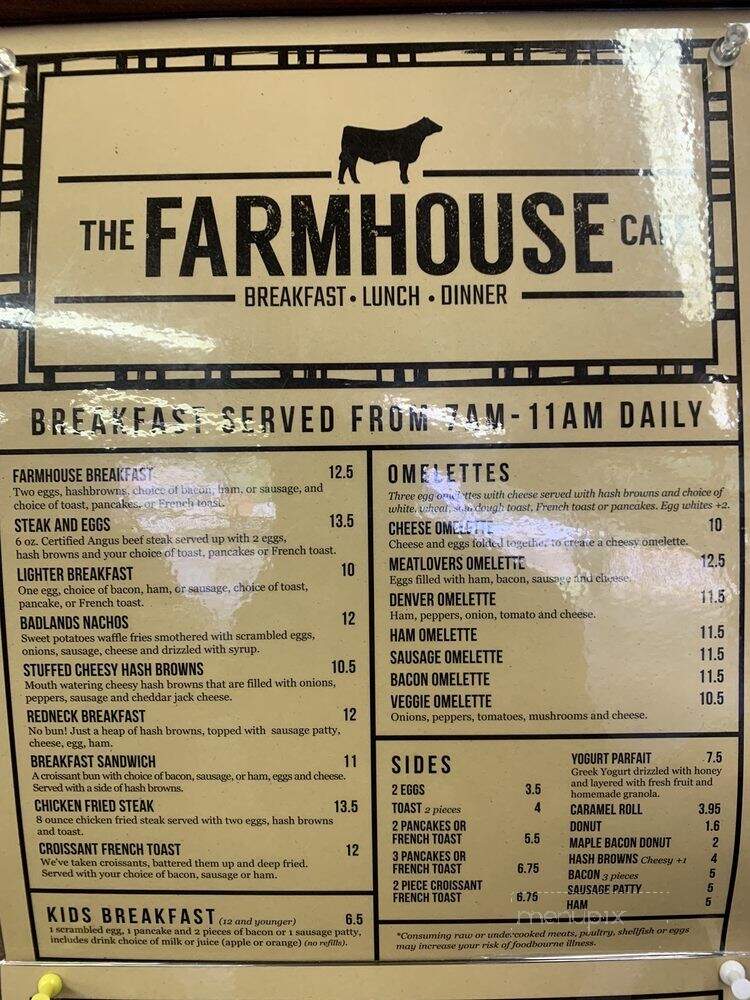 THE FARMHOUSE CAFE
BREAKFAST • LUNCH • DINNER
BREAKFAST SERVED FROM 7AM-11AM DAILY
FARMHOUSE BREAKFAST 12.5
Two eggs, hashbrowns, choice of bacon, ham, or sausage, and
choice of toast, pancakes, or French toast.
STEAK AND EGGS 13.5
6 oz. Certified Angus beef steak served up with 2 eggs,
hash browns and your choice of toast, pancakes or French toast.
LIGHTER BREAKFAST 10
One egg, choice of bacon, ham, or sausage, choice of toast,
pancake, or French toast.
BADLANDS NACHOS 12
Sweet potatoes waffle fries smothered with scrambled eggs,
onions, sausage, cheese and drizzled with syrup.
STUFFED CHEESY HASH BROWNS 10.5
Mouth watering cheesy hash browns that are filled with onions,
peppers, sausage and cheddar jack cheese.
REDNECK BREAKFAST 12
No bun! Just a heap of hash browns, topped with sausage patty,
cheese, egg, ham.
BREAKFAST SANDWICH 11
A croissant bun with choice of bacon, sausage, or ham, eggs and cheese.
Served with a side of hash browns.
CHICKEN FRIED STEAK 13.5
8 ounce chicken fried steak served with two eggs, hash browns
and toast.
CROISSANT FRENCH TOAST 12
We've taken croissants, battered them up and deep fried.
Served with your choice of bacon, sausage or ham.
KIDS BREAKFAST (12 and younger) 6.5
1 scrambled egg, 1 pancake and 2 pieces of bacon or 1 sausage patty,
includes drink choice of milk or juice (apple or orange) (no refills).
OMELETTES
Three egg omelettes with cheese served with hash browns and choice of
white, wheat, sourdough toast, French toast or pancakes. Egg whites +2.
CHEESE OMELETTE 10
Cheese and eggs folded together to create a cheesy omelette.
MEATLOVERS OMELETTE 12.5
Eggs filled with ham, bacon, sausage and cheese.
DENVER OMELETTE 11.5
Ham, peppers, onion, tomato and cheese.
HAM OMELETTE 11.5
SAUSAGE OMELETTE 11.5
BACON OMELETTE 11.5
VEGGIE OMELETTE 10.5
Onions, peppers, tomatoes, mushrooms and cheese.
SIDES
2 EGGS 3.5
TOAST 2 pieces 4
2 PANCAKES OR
FRENCH TOAST 5.5
3 PANCAKES OR
FRENCH TOAST 6.75
2 PIECE CROISSANT
FRENCH TOAST 6.75
YOGURT PARFAIT 7.5
Greek Yogurt drizzled with honey
and layered with fresh fruit and
homemade granola.
CARAMEL ROLL 3.95
DONUT 1.6
MAPLE BACON DONUT 2
HASH BROWNS Cheesy +1 4
BACON 3 pieces 5
SAUSAGE PATTY 5
HAM 5
menupix
*Consuming raw or undercooked meats, poultry, shellfish or eggs
may increase your risk of foodbourne illness.